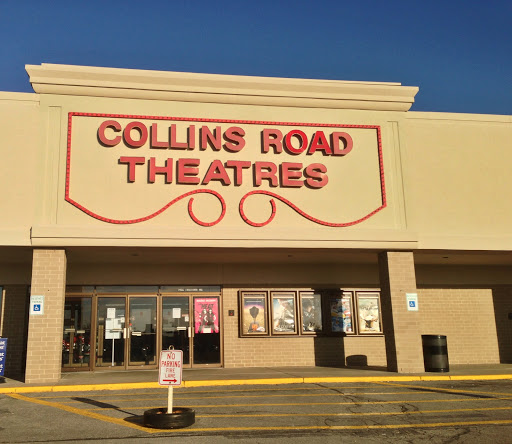 COLLINS ROAD
THEATRES
NO
PARKING
FIRE LANE